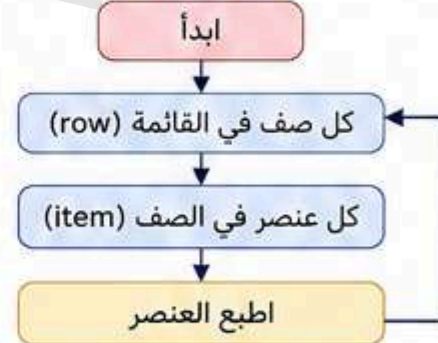 ابدأ
كل صف في القائمة (row)
كل عنصر في الصف (item)
اطبع العنصر